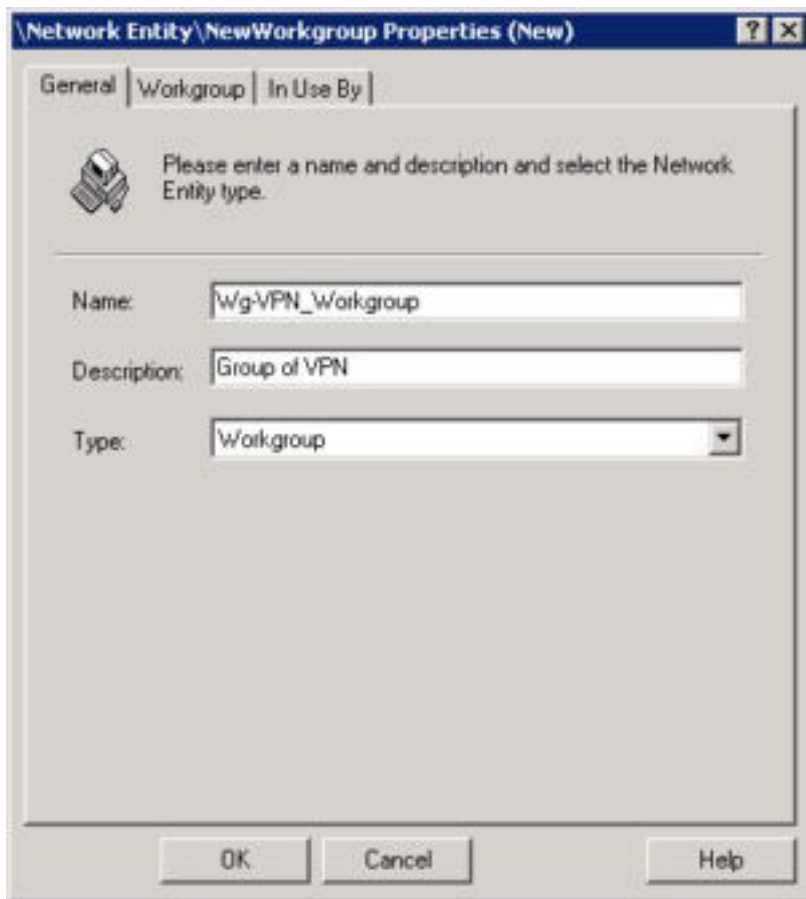 \Network Entity\NewWorkgroup Properties (New)
General Workgroup In Use By
Please enter a name and description and select the Network
Entity type.
Name: Wg-VPN_Workgroup
Description: Group of VPN
Type: Workgroup
OK Cancel Help